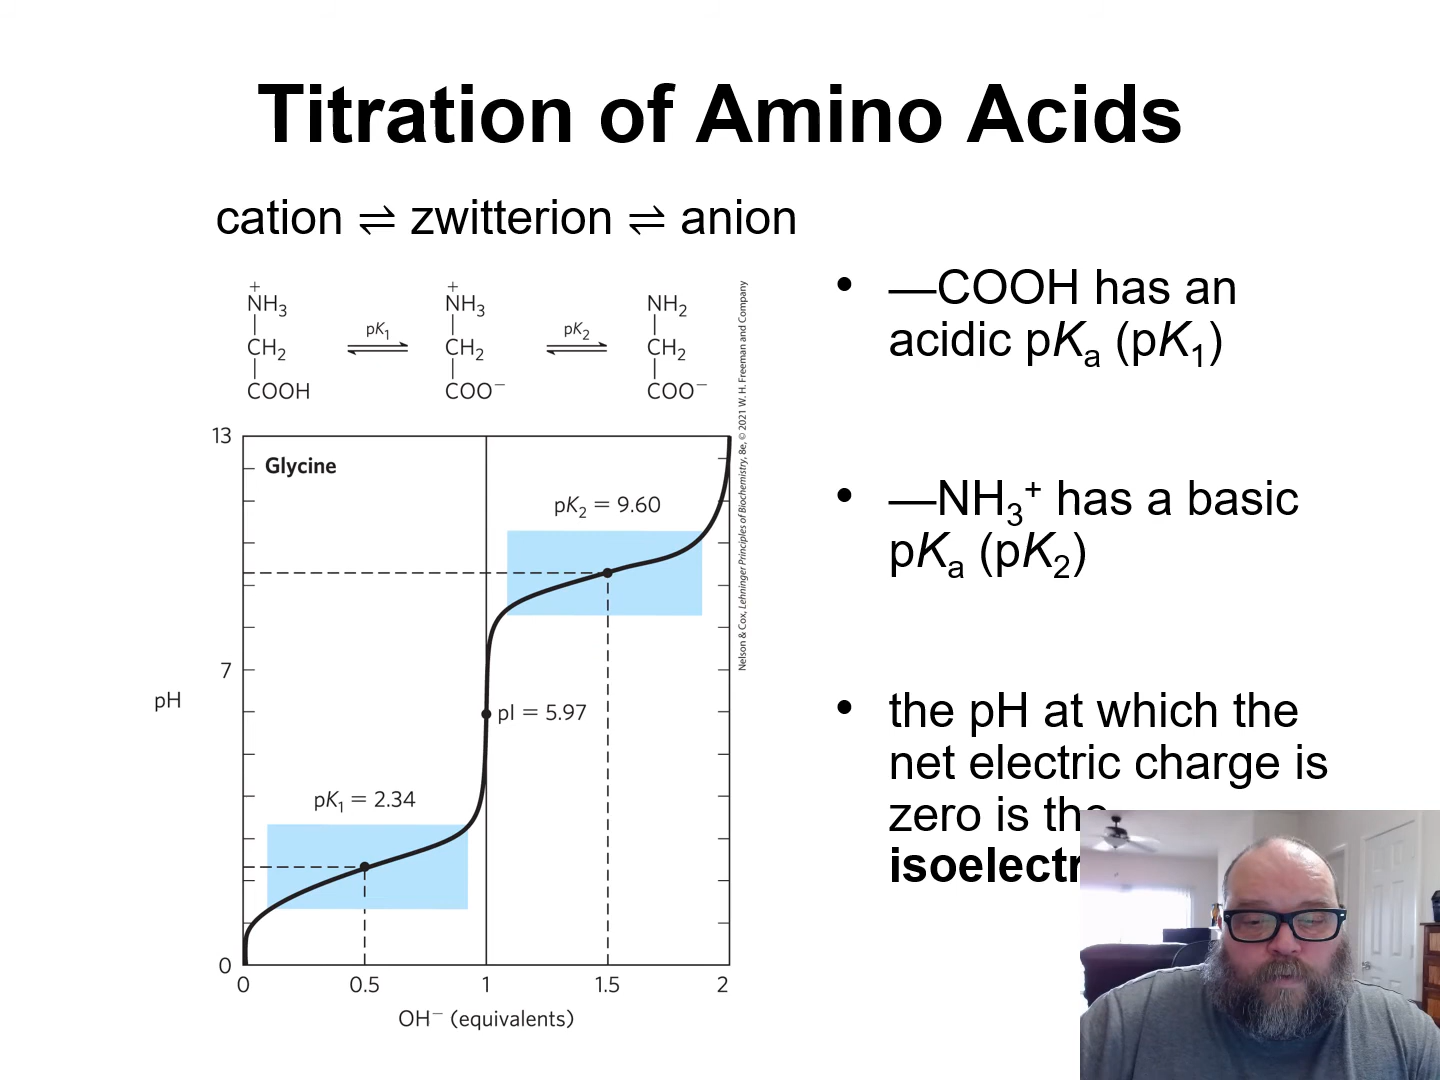 Titration of Amino Acids
cation ⇌ zwitterion ⇌ anion
+ +
NH3 NH3 NH2
pK1 pK2
CH2 CH2 CH2
COOH COO− COO−
Nelson & Cox, Lehninger Principles of Biochemistry, 8e, © 2021 W. H. Freeman and Company
13
Glycine
pK2 = 9.60
7
pH
pI = 5.97
pK1 = 2.34
0
0 0.5 1 1.5 2
OH− (equivalents)
• —COOH has an
acidic pKa (pK1)
• —NH3+ has a basic
pKa (pK2)
• the pH at which the
net electric charge is
zero is